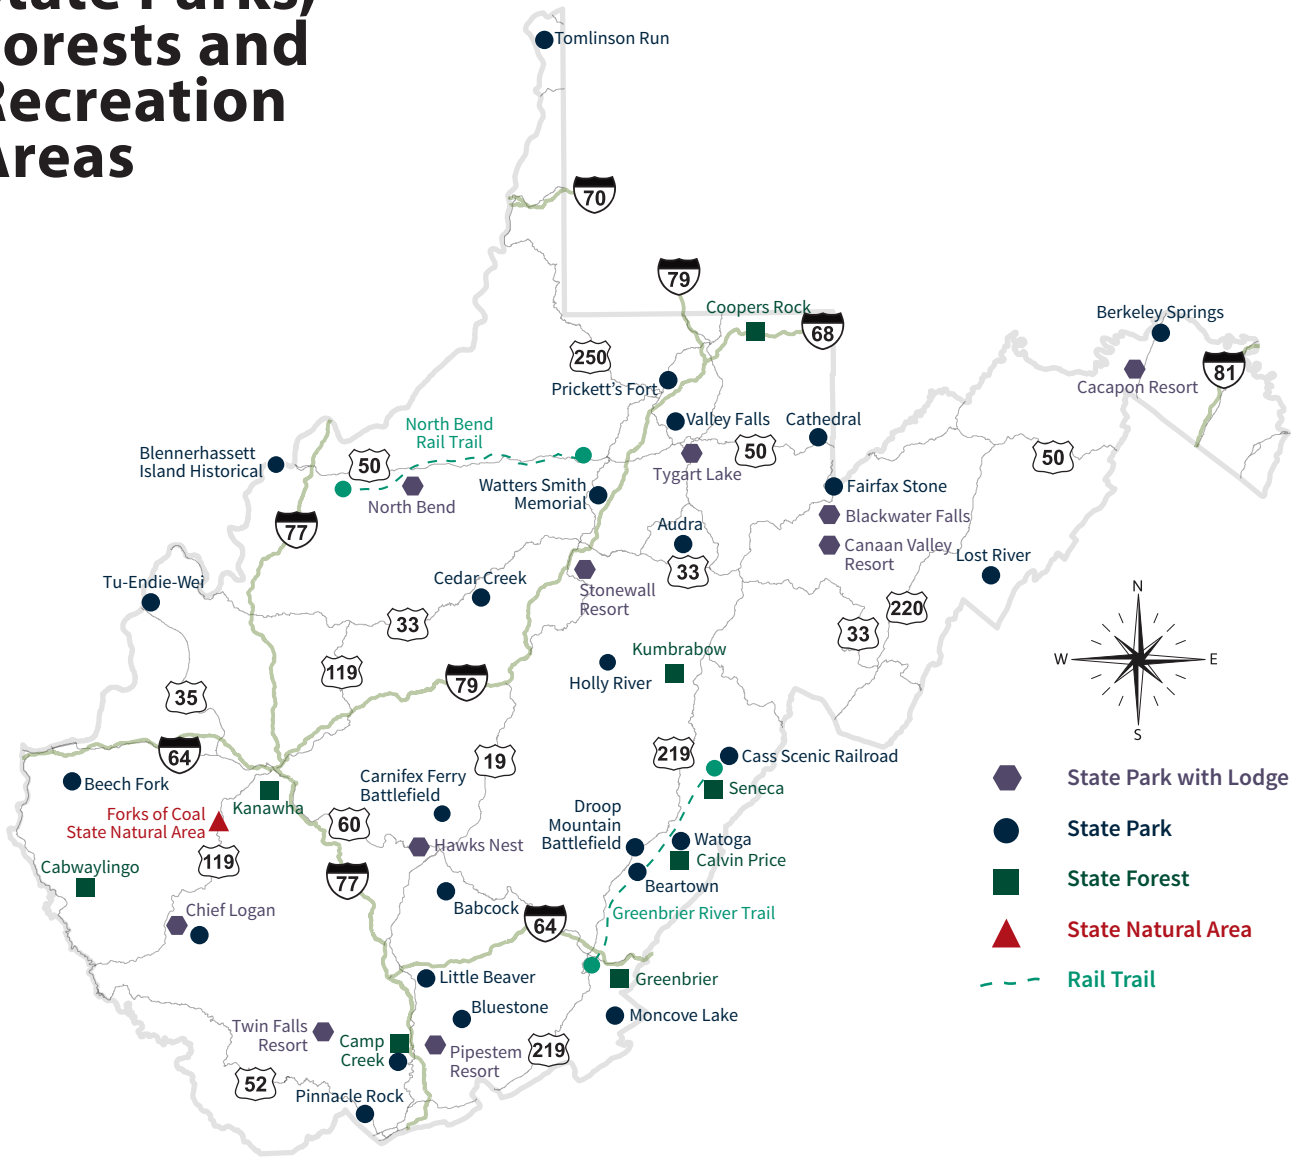 State Parks,
Forests and
Recreation
Areas
Tomlinson Run
70
79
Coopers Rock
68
Berkeley Springs
250
81
Cacapon Resort
Prickett's Fort
North Bend
Rail Trail
Valley Falls
Cathedral
Blennerhassett
Island Historical
50
50
50
Tygart Lake
Watters Smith
Memorial
North Bend
Fairfax Stone
77
Audra
Blackwater Falls
Canaan Valley
Resort
Lost River
Tu-Endie-Wei
Cedar Creek
33
Stonewall
Resort
33
220
33
N
W
E
S
119
Kumbrabow
Holly River
79
35
64
19
219
Cass Scenic Railroad
Seneca
Beech Fork
Carnifex Ferry
Battlefield
Kanawha
Forks of Coal
State Natural Area
60
Droop
Mountain
Battlefield
Watoga
Calvin Price
Hawks Nest
119
Cabwaylingo
77
Beartown
Babcock
Chief Logan
64
Greenbrier River Trail
Little Beaver
Greenbrier
Bluestone
Moncove Lake
Twin Falls
Resort
Camp
Creek
Pipestem
Resort
219
52
Pinnacle Rock
State Park with Lodge
State Park
State Forest
State Natural Area
Rail Trail